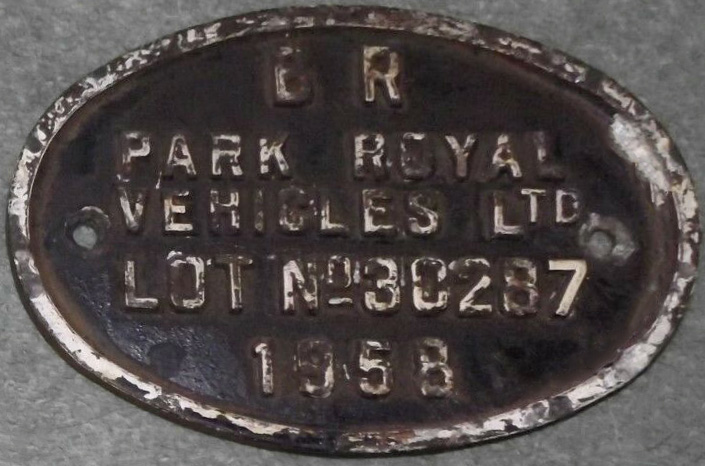 B R
PARK ROYAL
VEHICLES LTD
LOT Nº 30287
1958